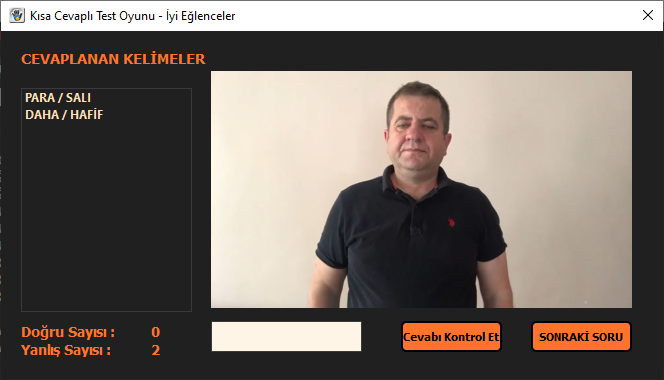 Kısa Cevaplı Test Oyunu - İyi Eğlenceler
CEVAPLANAN KELİMELER
PARA / SALI
DAHA / HAFİF
Doğru Sayısı : 0
Yanlış Sayısı : 2
Cevabı Kontrol Et
SONRAKİ SORU